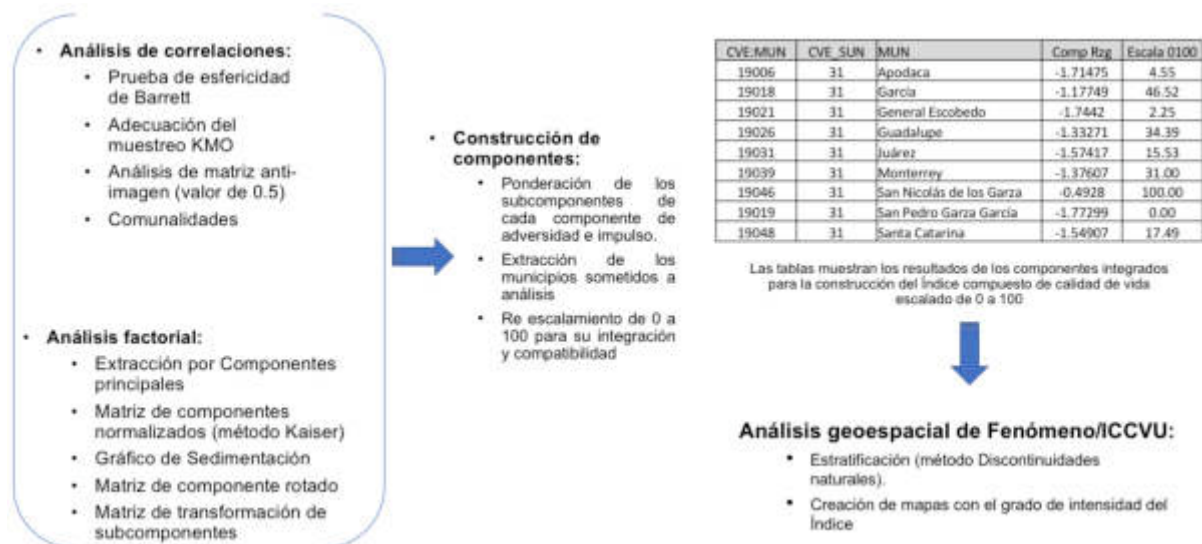 • Análisis de correlaciones:
• Prueba de esfericidad
de Barrett
• Adecuación del
muestreo KMO
• Análisis de matriz anti-
imagen (valor de 0.5)
• Comunalidades
• Análisis factorial:
• Extracción por Componentes
principales
• Matriz de componentes
normalizados (método Kaiser)
• Gráfico de Sedimentación
• Matriz de componente rotado
• Matriz de transformación de
subcomponentes
• Construcción de
componentes:
• Ponderación de los
subcomponentes de
cada componente de
adversidad e impulso.
• Extracción de los
municipios sometidos a
análisis
• Re escalamiento de 0 a
100 para su integración
y compatibilidad
CVE:MUN CVE_SUN MUN Comp Rzg Escala 0100
19006 31 Apodaca -1.71475 4.55
19018 31 García -1.17749 46.52
19021 31 General Escobedo -1.7442 2.25
19026 31 Guadalupe -1.33271 34.39
19031 31 Juárez -1.57417 15.53
19039 31 Monterrey -1.37607 31.00
19046 31 San Nicolás de los Garza -0.4928 100.00
19019 31 San Pedro Garza García -1.77299 0.00
19048 31 Santa Catarina -1.54907 17.49
Las tablas muestran los resultados de los componentes integrados
para la construcción del Índice compuesto de calidad de vida
escalado de 0 a 100
Análisis geoespacial de Fenómeno/ICCVU:
• Estratificación (método Discontinuidades
naturales).
• Creación de mapas con el grado de intensidad del
Índice